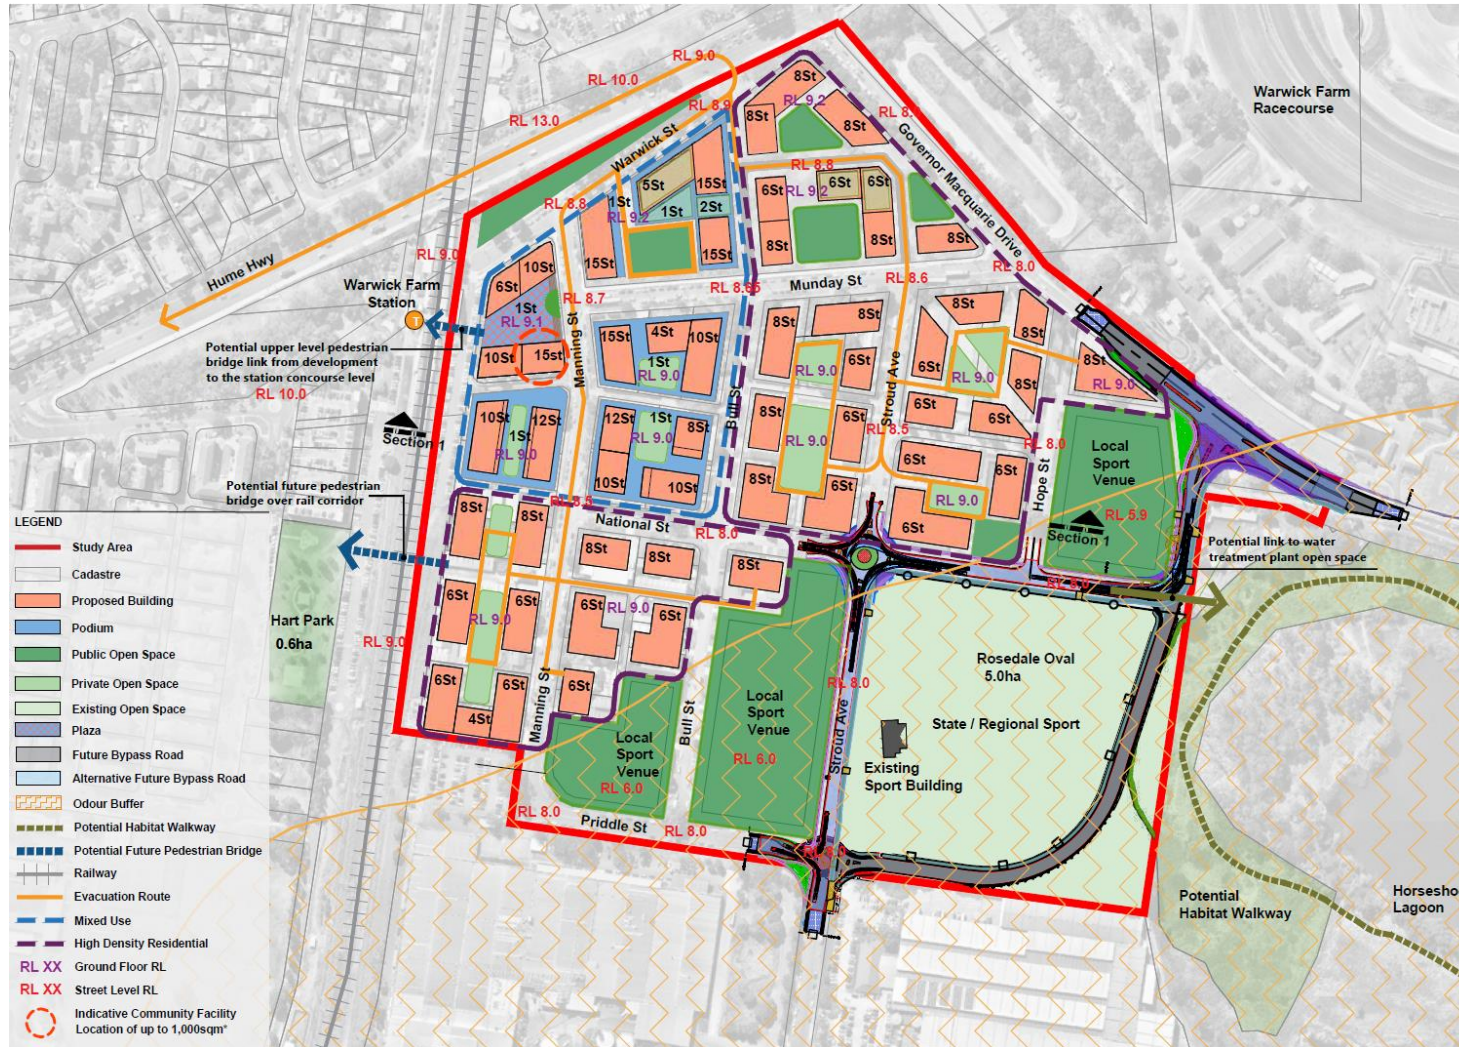 RL 9.0
RL 10.0
RL 13.0
RL 8.9
Warwick St
8St
RL 9.2
8St
8St
RL 8.0
Governor Macquarie Drive
Warwick Farm
Racecourse
RL 8.8
5St
15St
1St
1St
2St
RL 9.2
RL 8.8
15St
15St
6St
RL 9.2
6St
6St
8St
8St
8St
RL 9.0
Hume Hwy
Warwick Farm
Station
T
10St
6St
1St
RL 9.1
RL 8.7
RL 8.65
Munday St
RL 8.6
RL 8.0
Potential upper level pedestrian
bridge link from development
to the station concourse level
RL 10.0
10St
15st
Manning St
15St
4St
10St
1St
RL 9.0
Bull St
8St
8St
6St
RL 9.0
Stroud Ave
8St
8St
6St
RL 9.0
8St
8St
RL 9.0
Section 1
10St
12St
1St
RL 9.0
12St
1St
8St
RL 9.0
10St
10St
8St
6St
RL 9.0
RL 8.5
8St
6St
6St
6St
6St
6St
RL 9.0
6St
RL 8.0
Hope St
Local
Sport
Venue
RL 5.9
Section 1
Potential link to water
treatment plant open space
Potential future pedestrian
bridge over rail corridor
RL 8.5
National St
RL 8.0
8St
8St
8St
8St
8St
RL 8.0
Hart Park
0.6ha
RL 9.0
6St
6St
RL 9.0
6St
RL 9.0
6St
6St
6St
4St
6St
Manning St
Local
Sport
Venue
RL 6.0
Bull St
Local
Sport
Venue
RL 6.0
RL 8.0
Stroud Ave
Rosedale Oval
5.0ha
State / Regional Sport
Existing
Sport Building
RL 8.0
Priddle St
RL 8.0
Potential
Habitat Walkway
Horsesho
Lagoon
LEGEND
Study Area
Cadastre
Proposed Building
Podium
Public Open Space
Private Open Space
Existing Open Space
Plaza
Future Bypass Road
Alternative Future Bypass Road
Odour Buffer
Potential Habitat Walkway
Potential Future Pedestrian Bridge
Railway
Evacuation Route
Mixed Use
High Density Residential
RL XX Ground Floor RL
RL XX Street Level RL
Indicative Community Facility
Location of up to 1,000sqm*